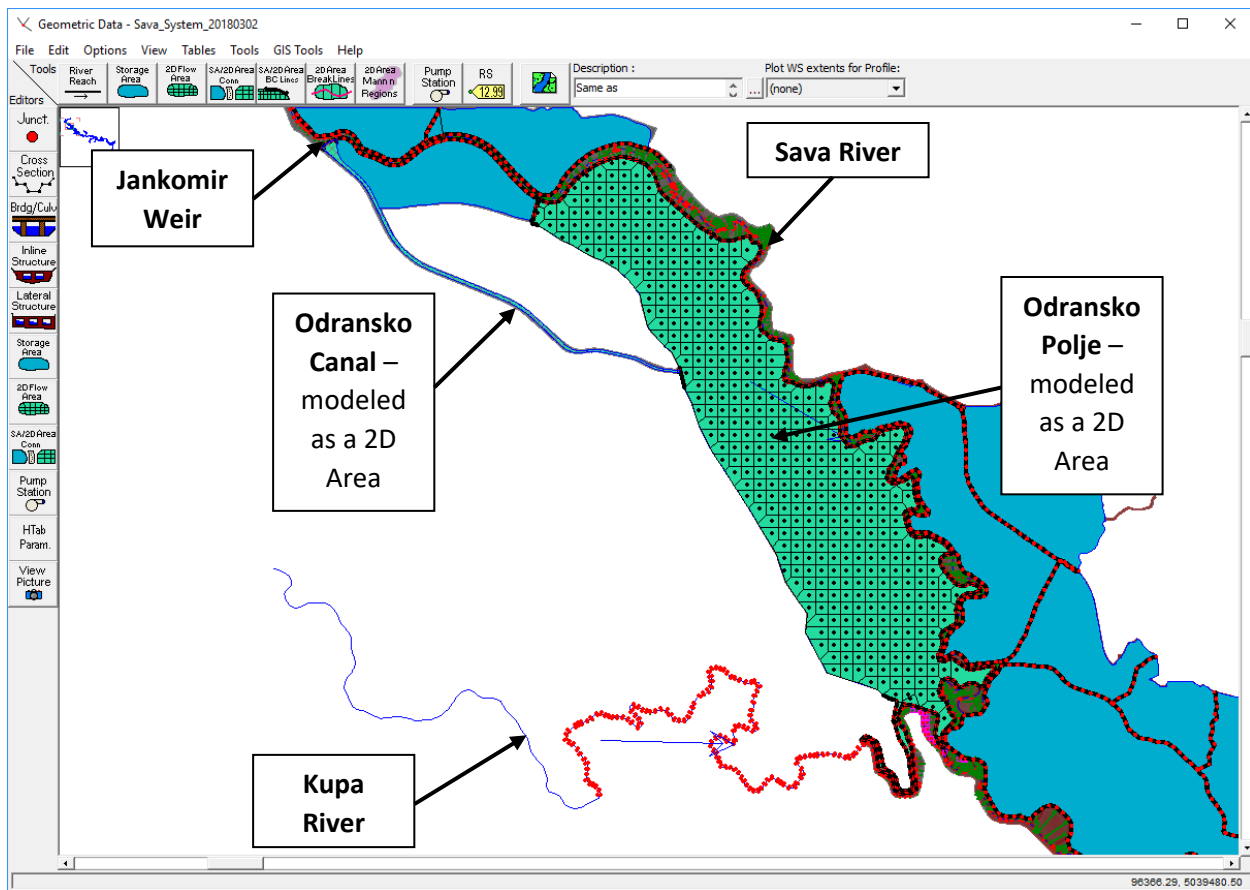 Geometric Data - Sava_System_20180302
File Edit Options View Tables Tools GIS Tools Help
Tools
Editors
River
Reach
Storage
Area
2D Flow
Area
SA/2D Area
Conn
SA/2D Area
BC Lines
2D Area
BreakLines
2D Area
Mann n
Regions
Pump
Station
RS
12.99
Description :
Same as
...
Plot WS extents for Profile:
(none)
Junct.
Cross
Section
Brdg/Culv
Inline
Structure
Lateral
Structure
Storage
Area
2D Flow
Area
SA/2D Area
Conn
Pump
Station
HTab
Param.
View
Picture
Jankomir
Weir
Sava River
Odransko
Canal –
modeled
as a 2D
Area
Odransko
Polje –
modeled
as a 2D
Area
Kupa
River
96366.29, 5039480.50